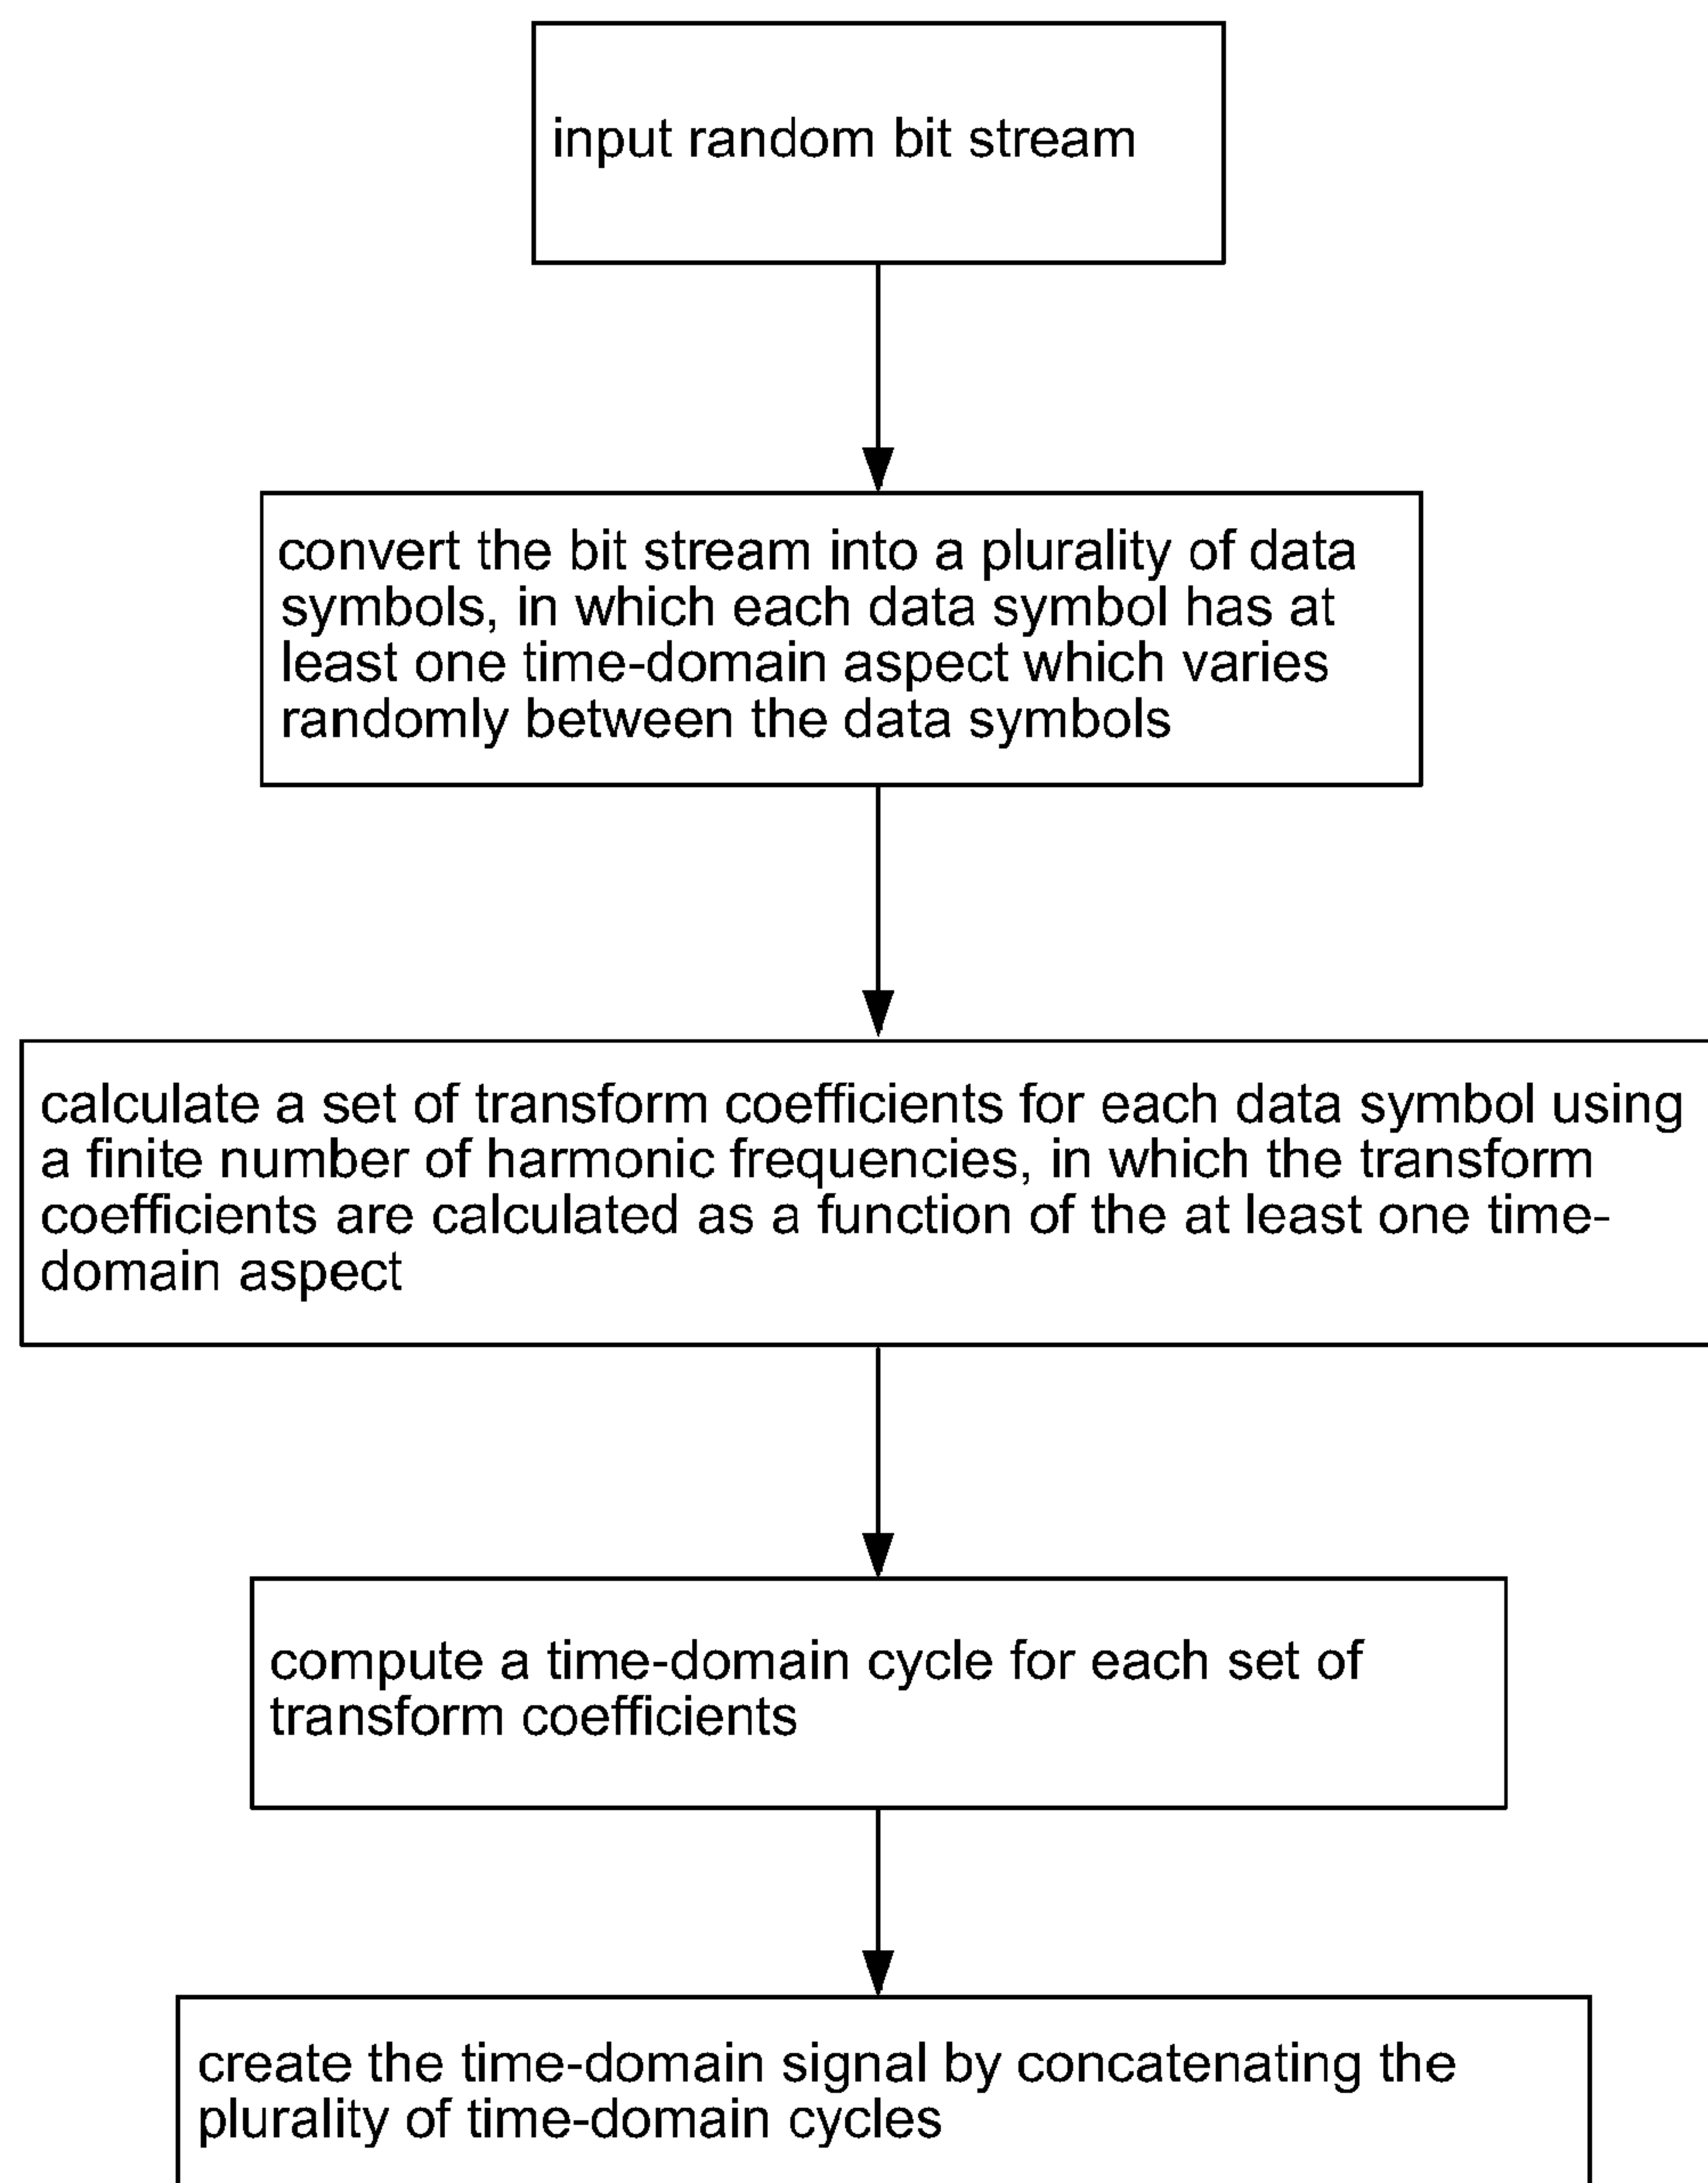 input random bit stream
convert the bit stream into a plurality of data
symbols, in which each data symbol has at
least one time-domain aspect which varies
randomly between the data symbols
calculate a set of transform coefficients for each data symbol using
a finite number of harmonic frequencies, in which the transform
coefficients are calculated as a function of the at least one time-
domain aspect
compute a time-domain cycle for each set of
transform coefficients
create the time-domain signal by concatenating the
plurality of time-domain cycles